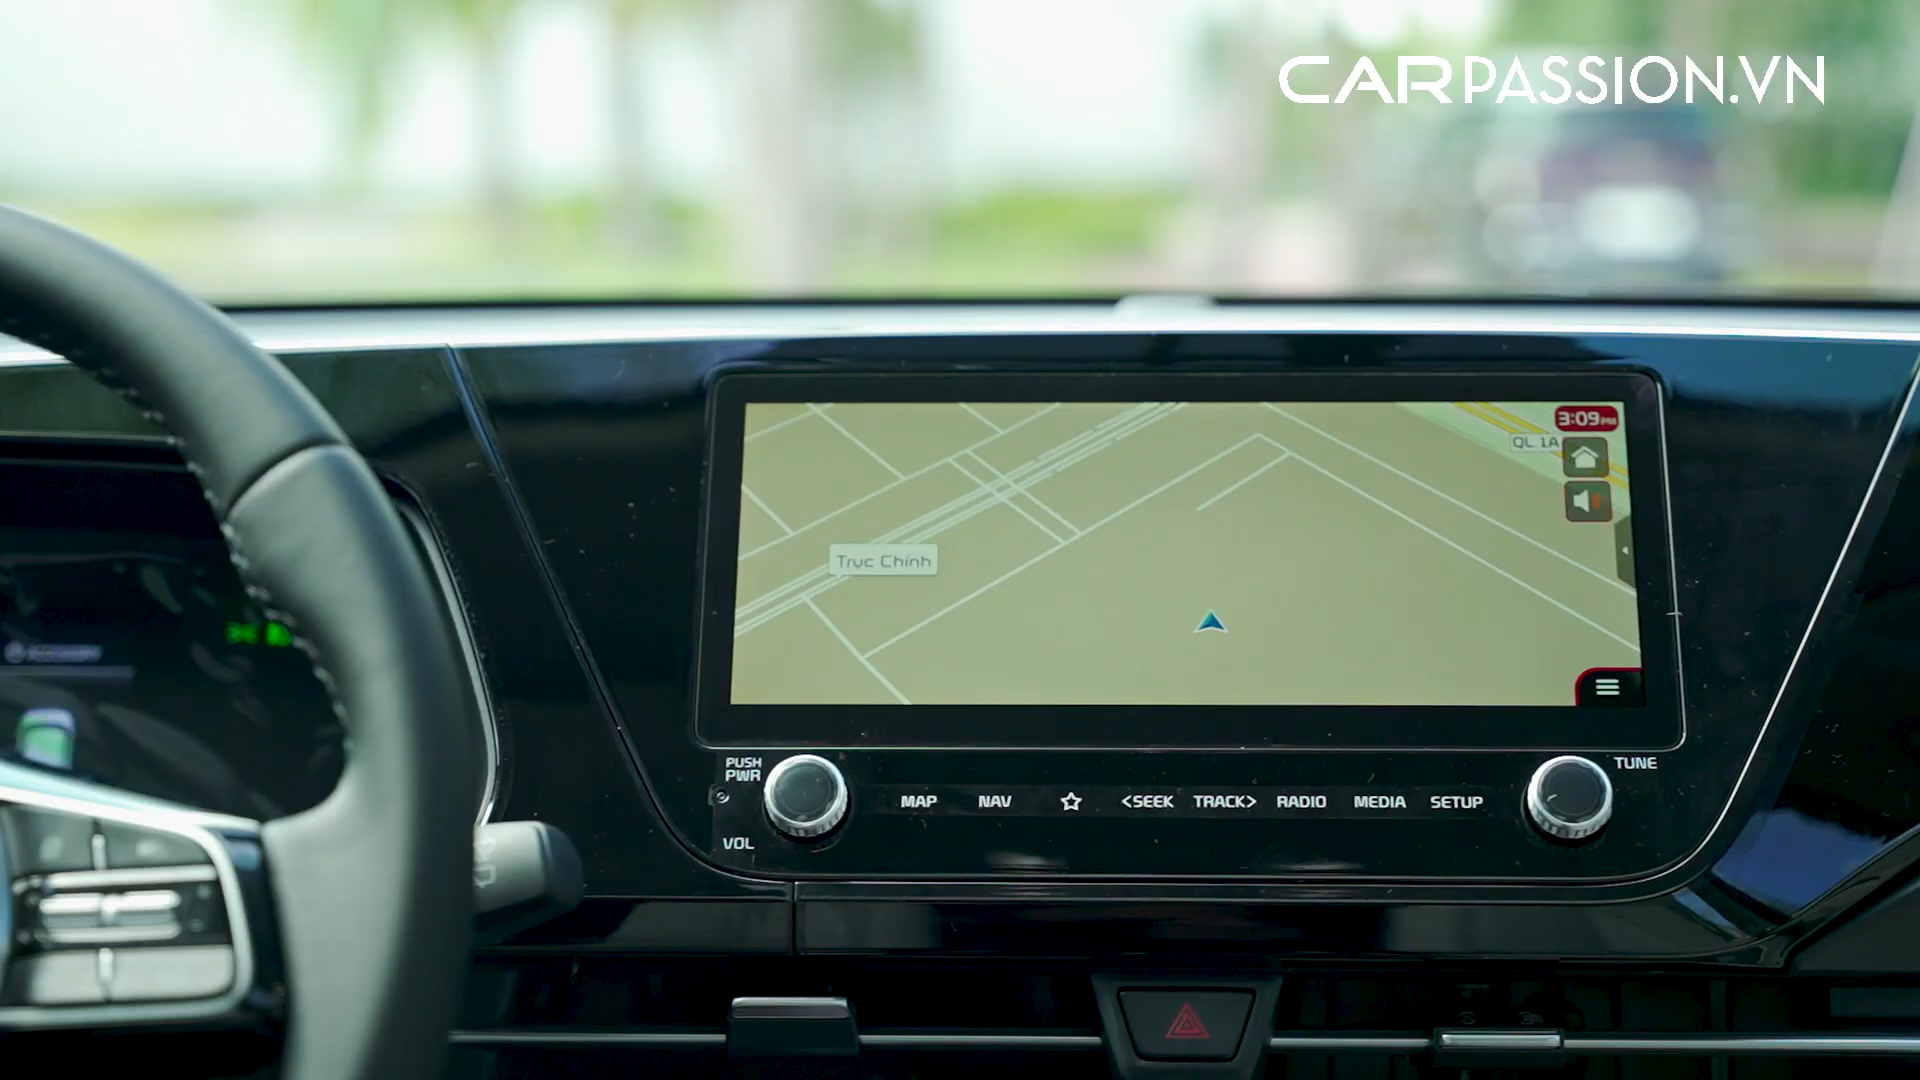 CARPASSION.VN
3:09 PM
QL.1A
Trục Chính
PUSH
PWR
TUNE
MAP NAV <SEEK TRACK> RADIO MEDIA SETUP
VOL